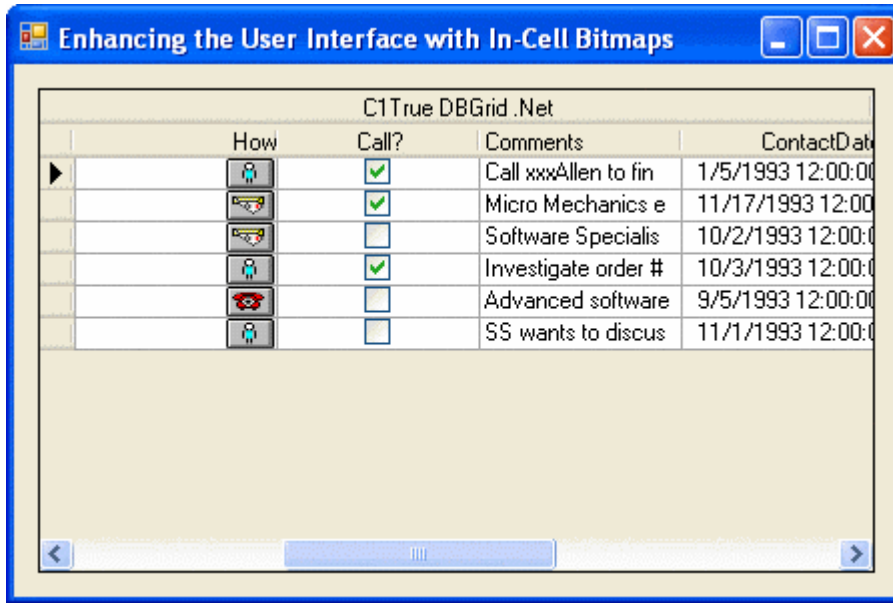 Enhancing the User Interface with In-Cell Bitmaps
C1True DBGrid .Net
How Call? Comments ContactDate
Call xxxAllen to fin 1/5/1993 12:00:00
Micro Mechanics e 11/17/1993 12:00
Software Specialis 10/2/1993 12:00:0
Investigate order # 10/3/1993 12:00:0
Advanced software 9/5/1993 12:00:00
SS wants to discus 11/1/1993 12:00:0